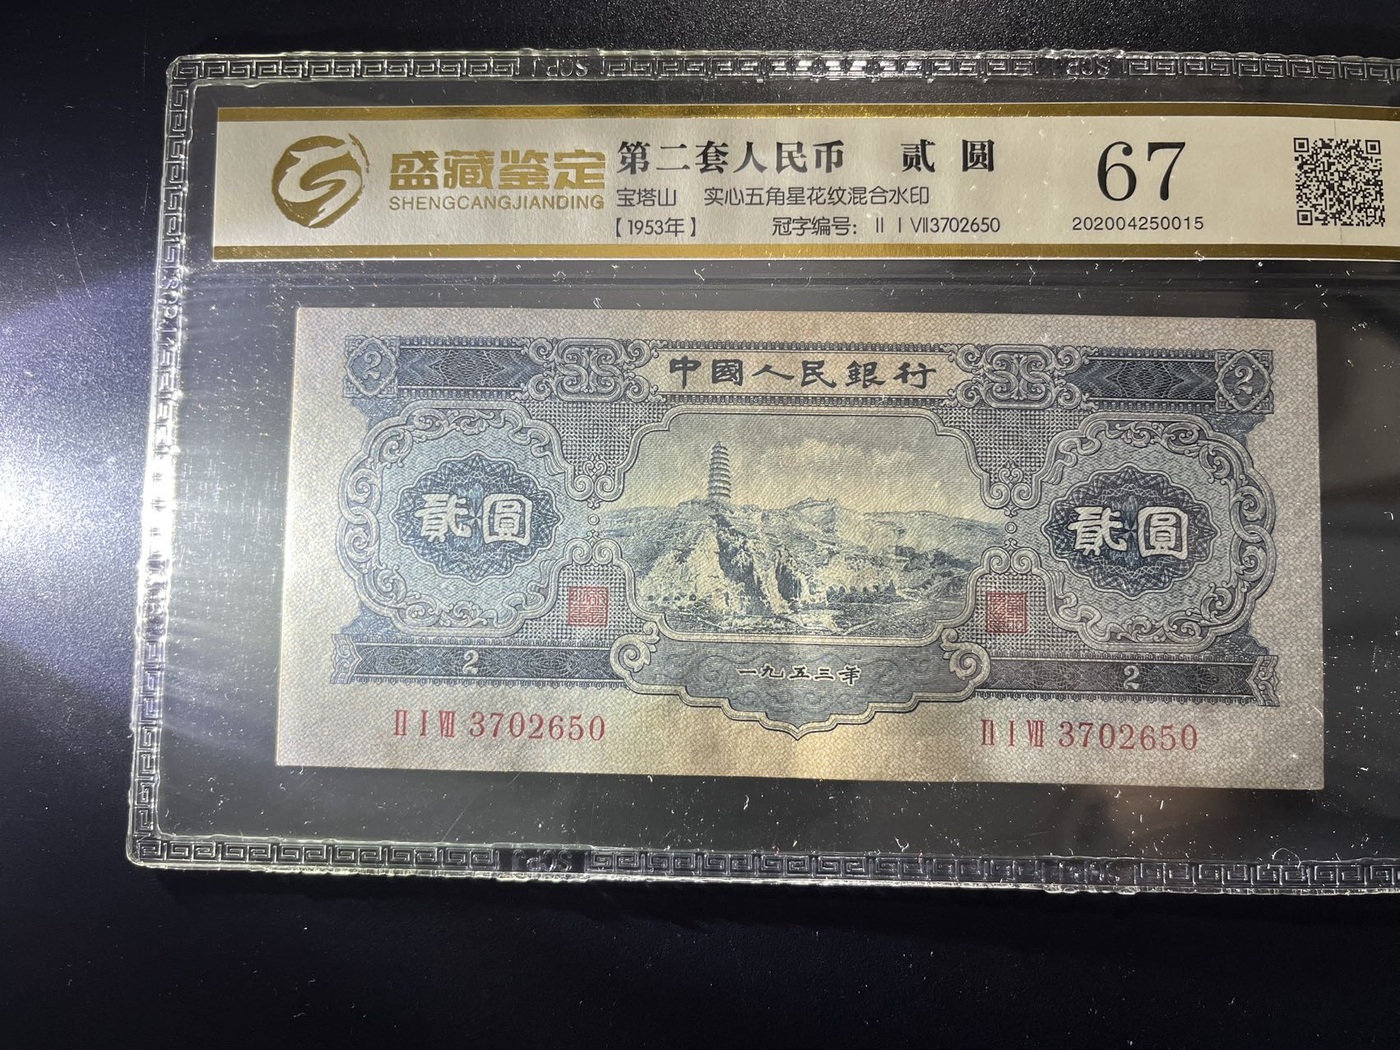 盛藏鉴定
SHENGCANGJIANDING
第二套人民币 贰圆
宝塔山 实心五角星花纹混合水印
【1953年】 冠字编号: II I VII3702650
67
202004250015
2 中國人民銀行 2
貳圓 貳圓
2 一九五三年 2
II I VII 3702650 II I VII 3702650